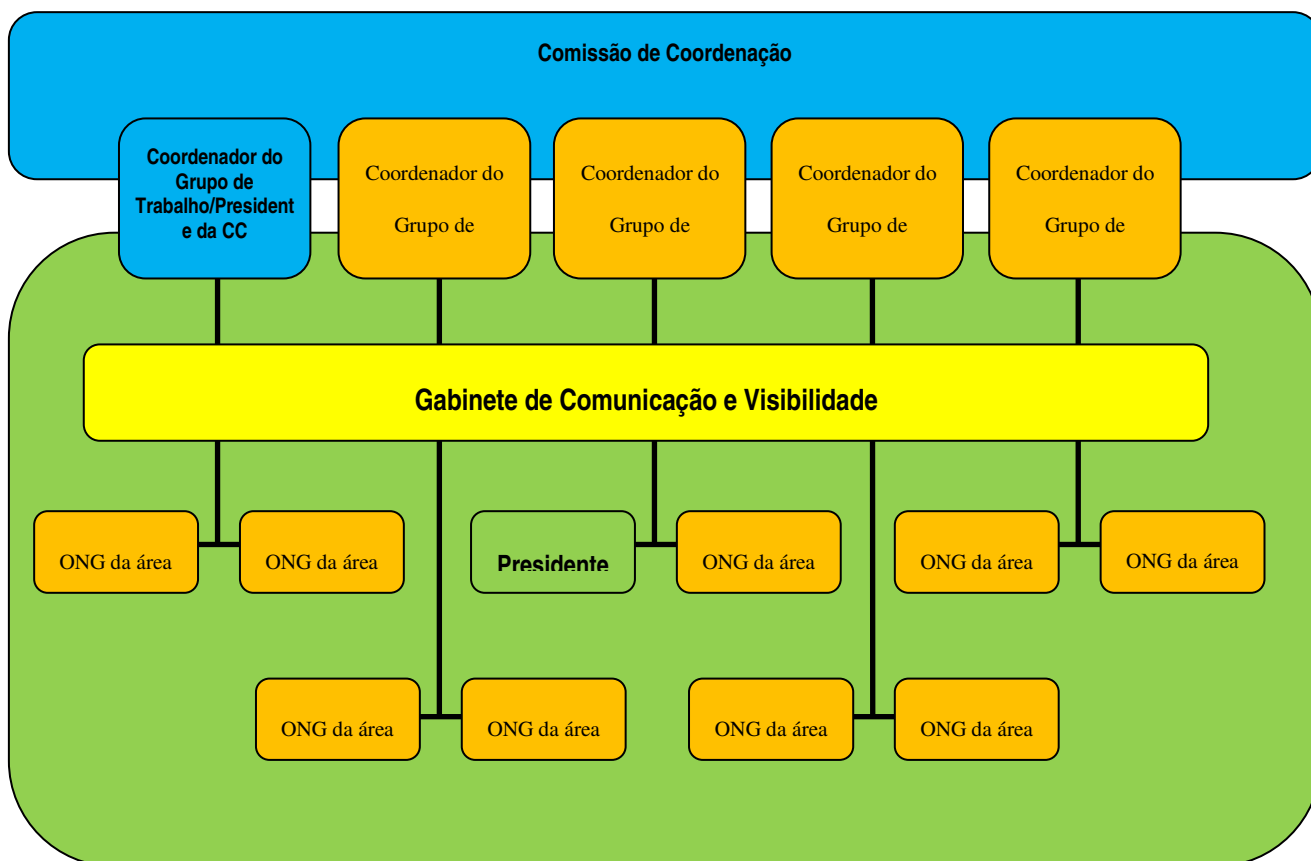 Comissão de Coordenação
Coordenador do
Grupo de
Trabalho/President
e da CC
Coordenador do
Grupo de
Coordenador do
Grupo de
Coordenador do
Grupo de
Coordenador do
Grupo de
Gabinete de Comunicação e Visibilidade
ONG da área
ONG da área
Presidente
ONG da área
ONG da área
ONG da área
ONG da área
ONG da área
ONG da área
ONG da área